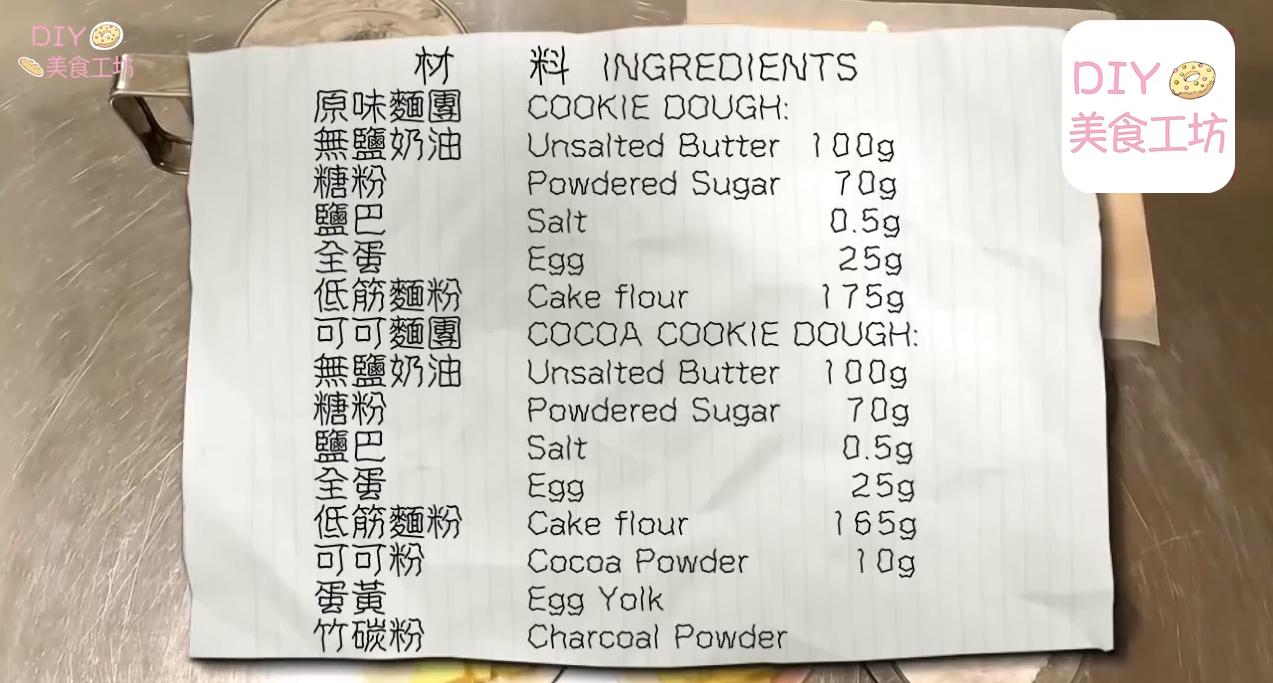 DIY
美食工坊
DIY
美食工坊
材 料 INGREDIENTS
原味麵團 COOKIE DOUGH:
無鹽奶油 Unsalted Butter 100g
糖粉 Powdered Sugar 70g
鹽巴 Salt 0.5g
全蛋 Egg 25g
低筋麵粉 Cake flour 175g
可可麵團 COCOA COOKIE DOUGH:
無鹽奶油 Unsalted Butter 100g
糖粉 Powdered Sugar 70g
鹽巴 Salt 0.5g
全蛋 Egg 25g
低筋麵粉 Cake flour 165g
可可粉 Cocoa Powder 10g
蛋黃 Egg Yolk
竹碳粉 Charcoal Powder